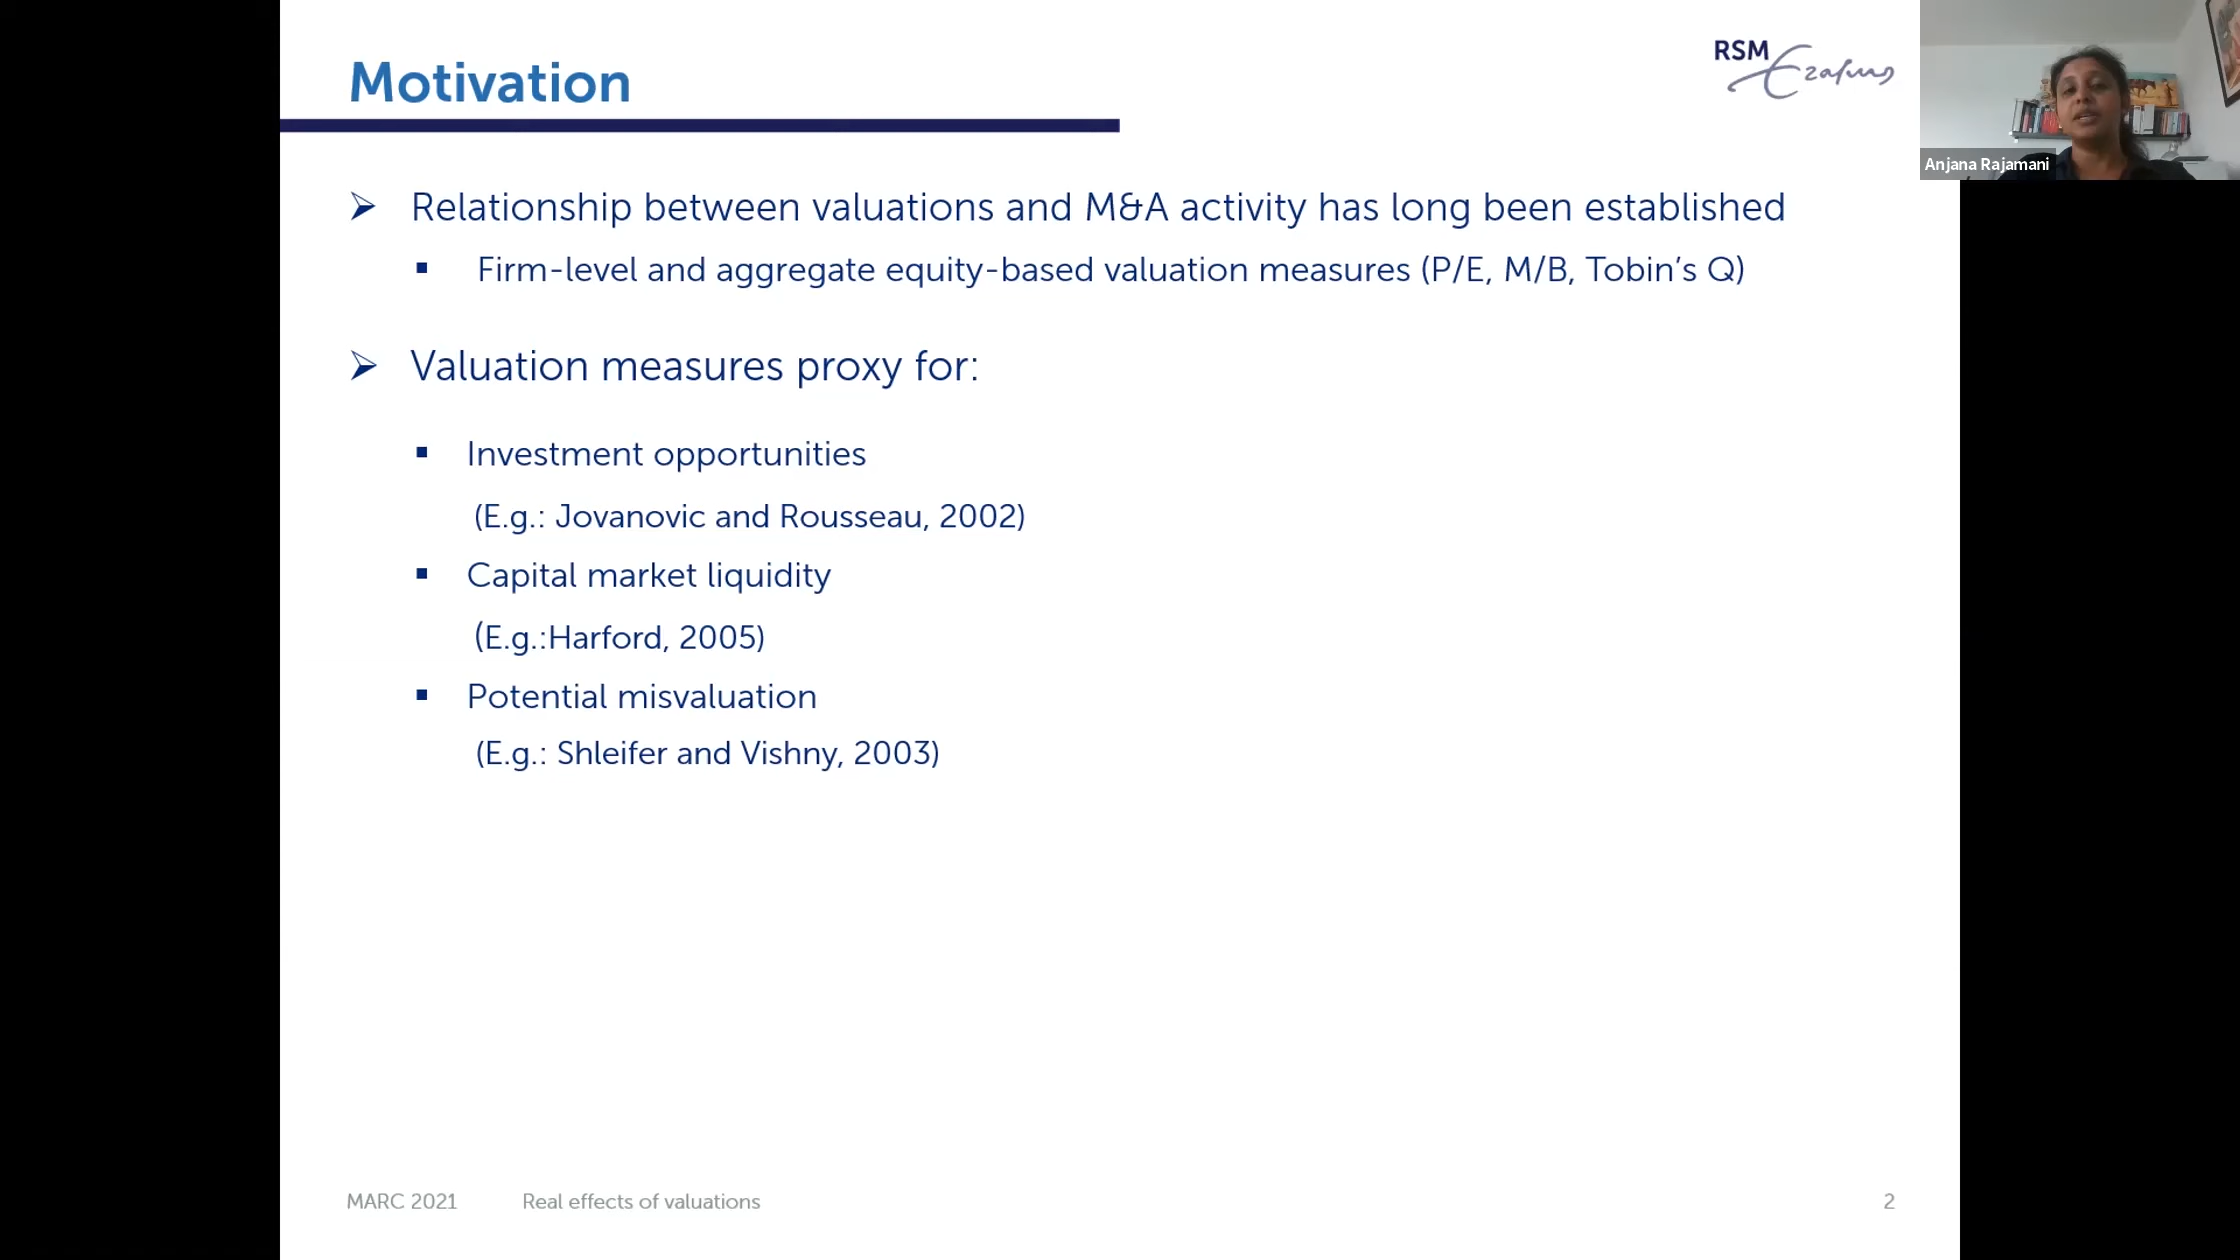 Motivation
RSM
Erasmus
Anjana Rajamani
➢ Relationship between valuations and M&A activity has long been established
▪ Firm-level and aggregate equity-based valuation measures (P/E, M/B, Tobin’s Q)
➢ Valuation measures proxy for:
▪ Investment opportunities
(E.g.: Jovanovic and Rousseau, 2002)
▪ Capital market liquidity
(E.g.:Harford, 2005)
▪ Potential misvaluation
(E.g.: Shleifer and Vishny, 2003)
MARC 2021 Real effects of valuations 2